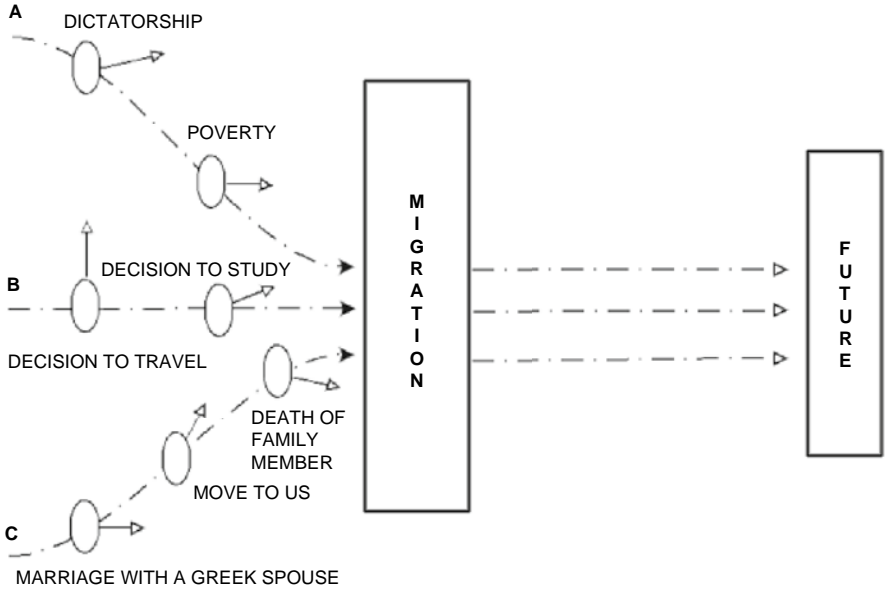 A
DICTATORSHIP
POVERTY
MIGRATION
FUTURE
DECISION TO STUDY
B
DECISION TO TRAVEL
DEATH OF
FAMILY
MEMBER
MOVE TO US
C
MARRIAGE WITH A GREEK SPOUSE